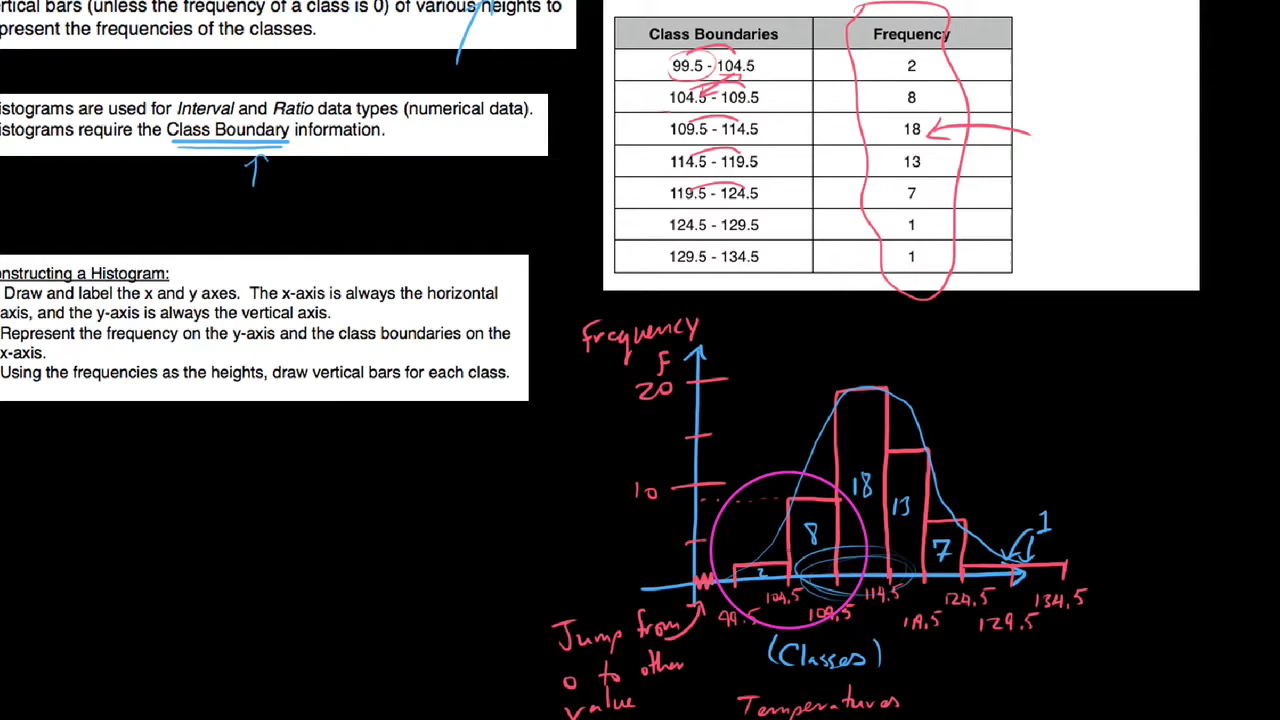 ertical bars (unless the frequency of a class is 0) of various heights to
present the frequencies of the classes.
istograms are used for Interval and Ratio data types (numerical data).
istograms require the Class Boundary information.
onstructing a Histogram:
Draw and label the x and y axes. The x-axis is always the horizontal
axis, and the y-axis is always the vertical axis.
Represent the frequency on the y-axis and the class boundaries on the
x-axis.
Using the frequencies as the heights, draw vertical bars for each class.
Class Boundaries Frequency
99.5 - 104.5 2
104.5 - 109.5 8
109.5 - 114.5 18
114.5 - 119.5 13
119.5 - 124.5 7
124.5 - 129.5 1
129.5 - 134.5 1
Frequency
f
20
10
2 8 18 13 7 1
99.5 104.5 109.5 114.5 119.5 124.5 129.5 134.5
(Classes)
Temperatures
Jump from
0 to other
value